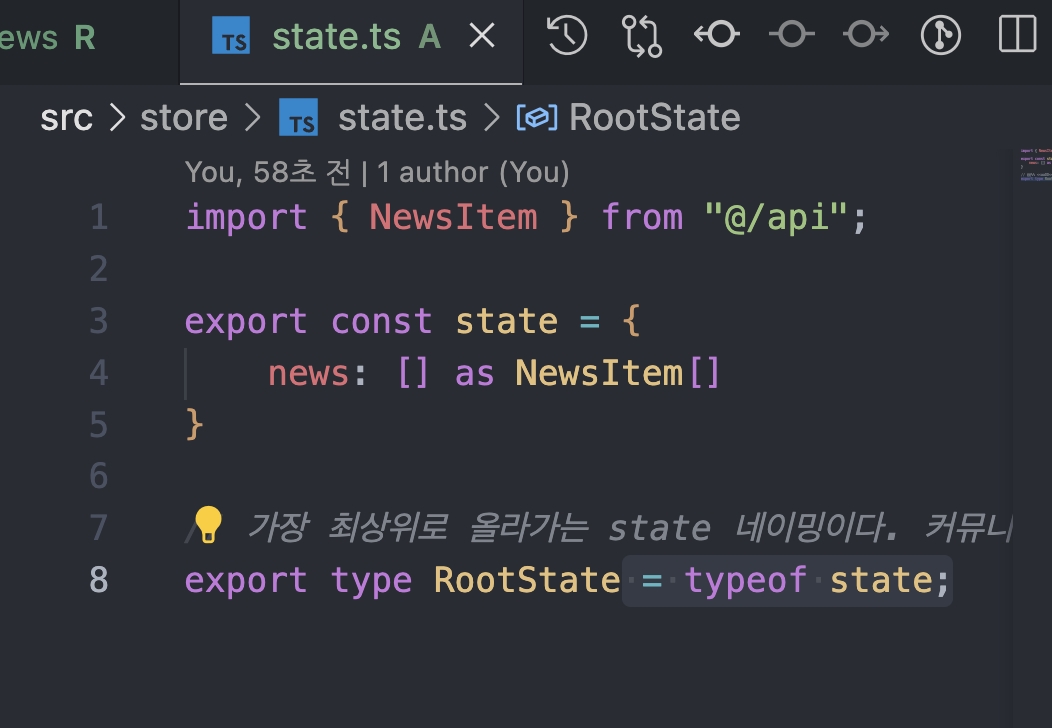 ews R
TS state.ts A
src > store > TS state.ts > RootState
You, 58초 전 | 1 author (You)
1 import { NewsItem } from "@/api";
2
3 export const state = {
4 news: [] as NewsItem[]
5 }
6
7 / 가장 최상위로 올라가는 state 네이밍이다. 커뮤니
8 export type RootState = typeof state;